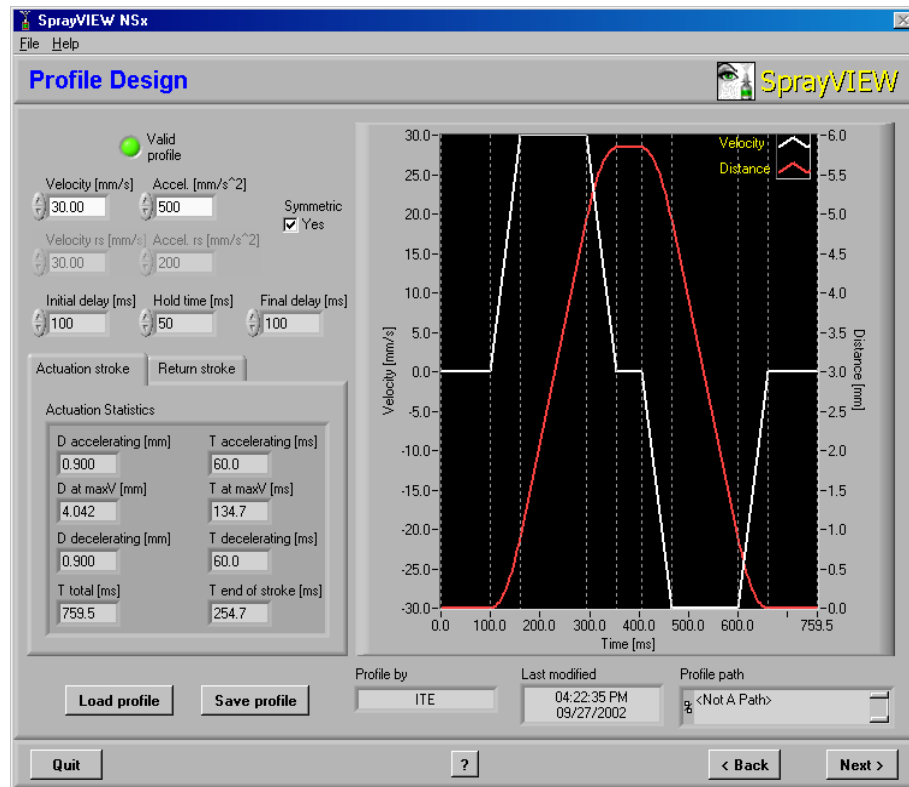 SprayVIEW NSx
File Help
Profile Design
SprayVIEW
Valid
profile
Velocity [mm/s] Accel. [mm/s^2]
30.00 500
Symmetric
Yes
Velocity rs [mm/s] Accel. rs [mm/s^2]
30.00 200
Initial delay [ms] Hold time [ms] Final delay [ms]
100 50 100
Actuation stroke Return stroke
Actuation Statistics
D accelerating [mm] T accelerating [ms]
0.900 60.0
D at maxV [mm] T at maxV [ms]
4.042 134.7
D decelerating [mm] T decelerating [ms]
0.900 60.0
T total [ms] T end of stroke [ms]
759.5 254.7
Load profile Save profile
Velocity
Distance
30.0
25.0
20.0
15.0
10.0
5.0
0.0
-5.0
-10.0
-15.0
-20.0
-25.0
-30.0
Velocity [mm/s]
6.0
5.5
5.0
4.5
4.0
3.5
3.0
2.5
2.0
1.5
1.0
0.5
0.0
Distance [mm]
0.0 100.0 200.0 300.0 400.0 500.0 600.0 759.5
Time [ms]
Profile by
ITE
Last modified
04:22:35 PM
09/27/2002
Profile path
<Not A Path>
Quit ? < Back Next >